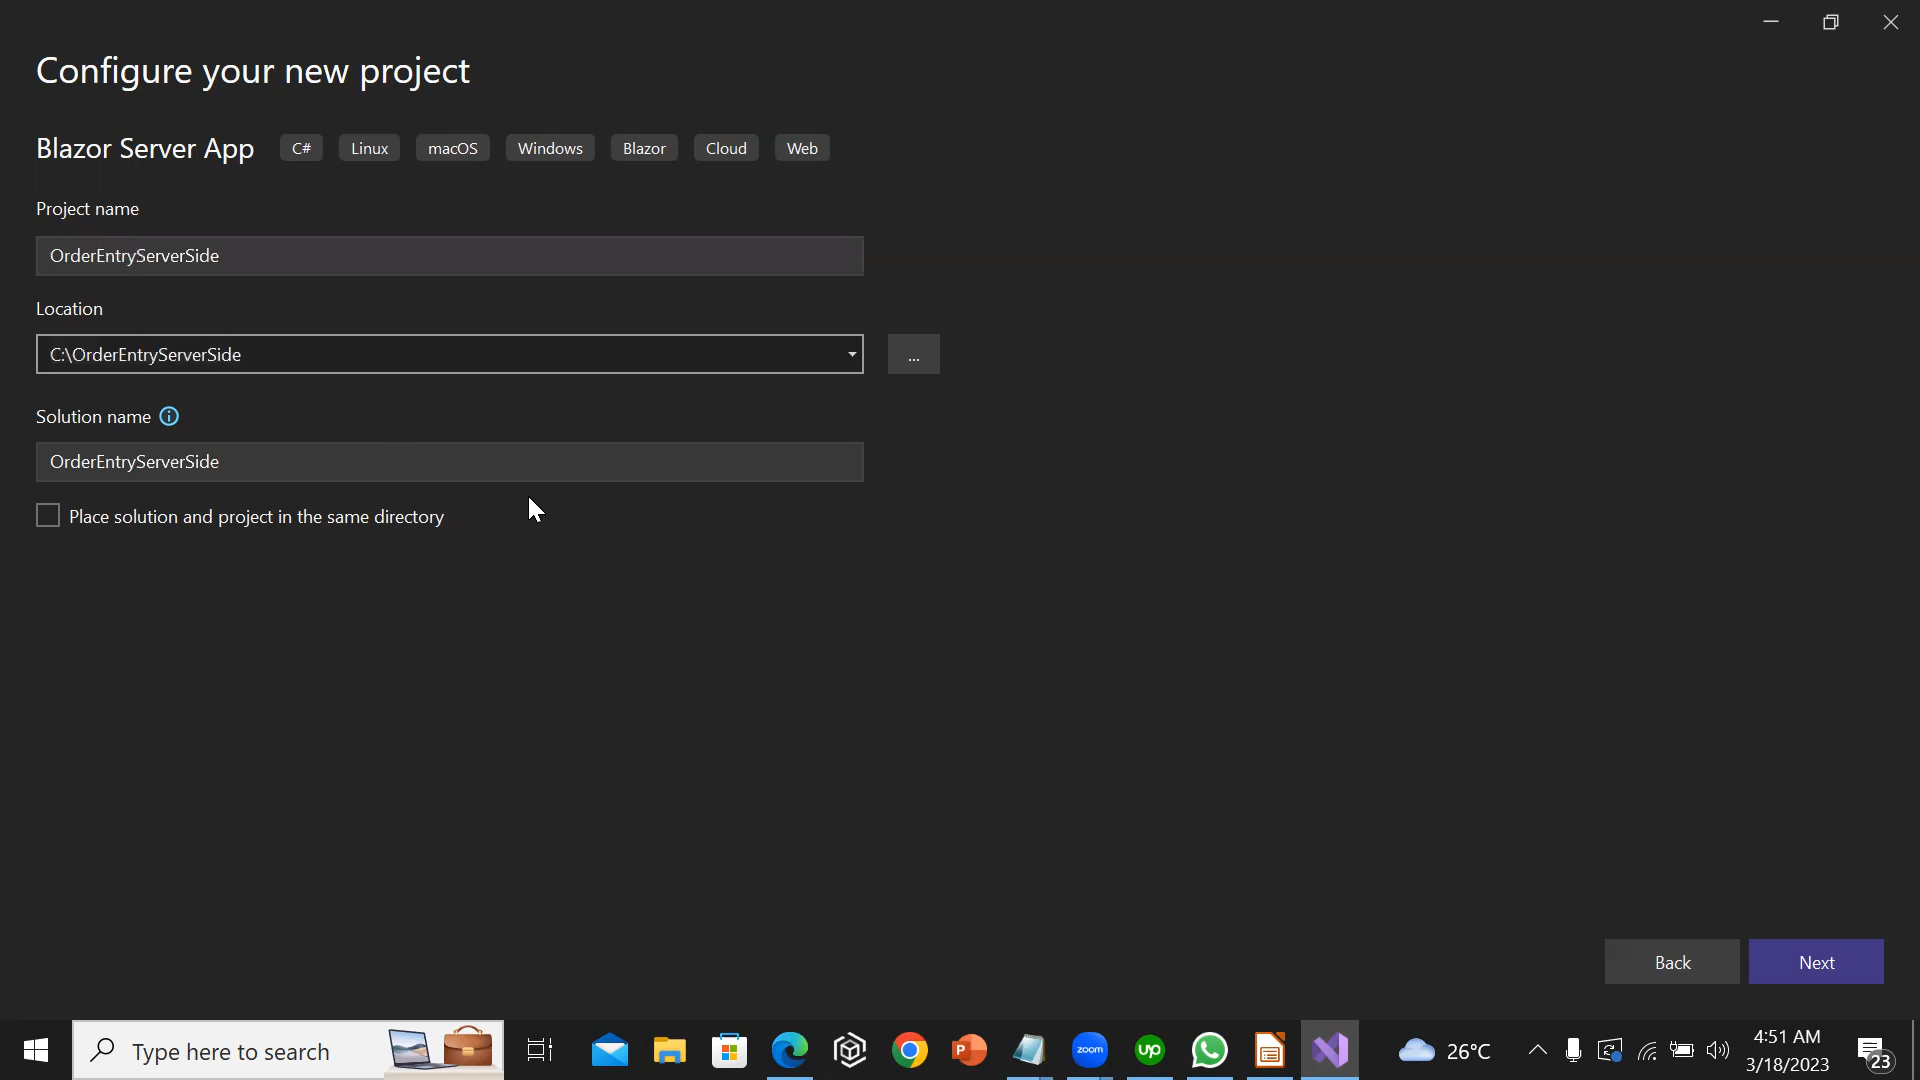 Configure your new project
Blazor Server App C# Linux macOS Windows Blazor Cloud Web
Project name
OrderEntryServerSide
Location
C:\OrderEntryServerSide
...
Solution name
OrderEntryServerSide
Place solution and project in the same directory
Back Next
Type here to search P zoom up 26°C 4:51 AM
3/18/2023 23